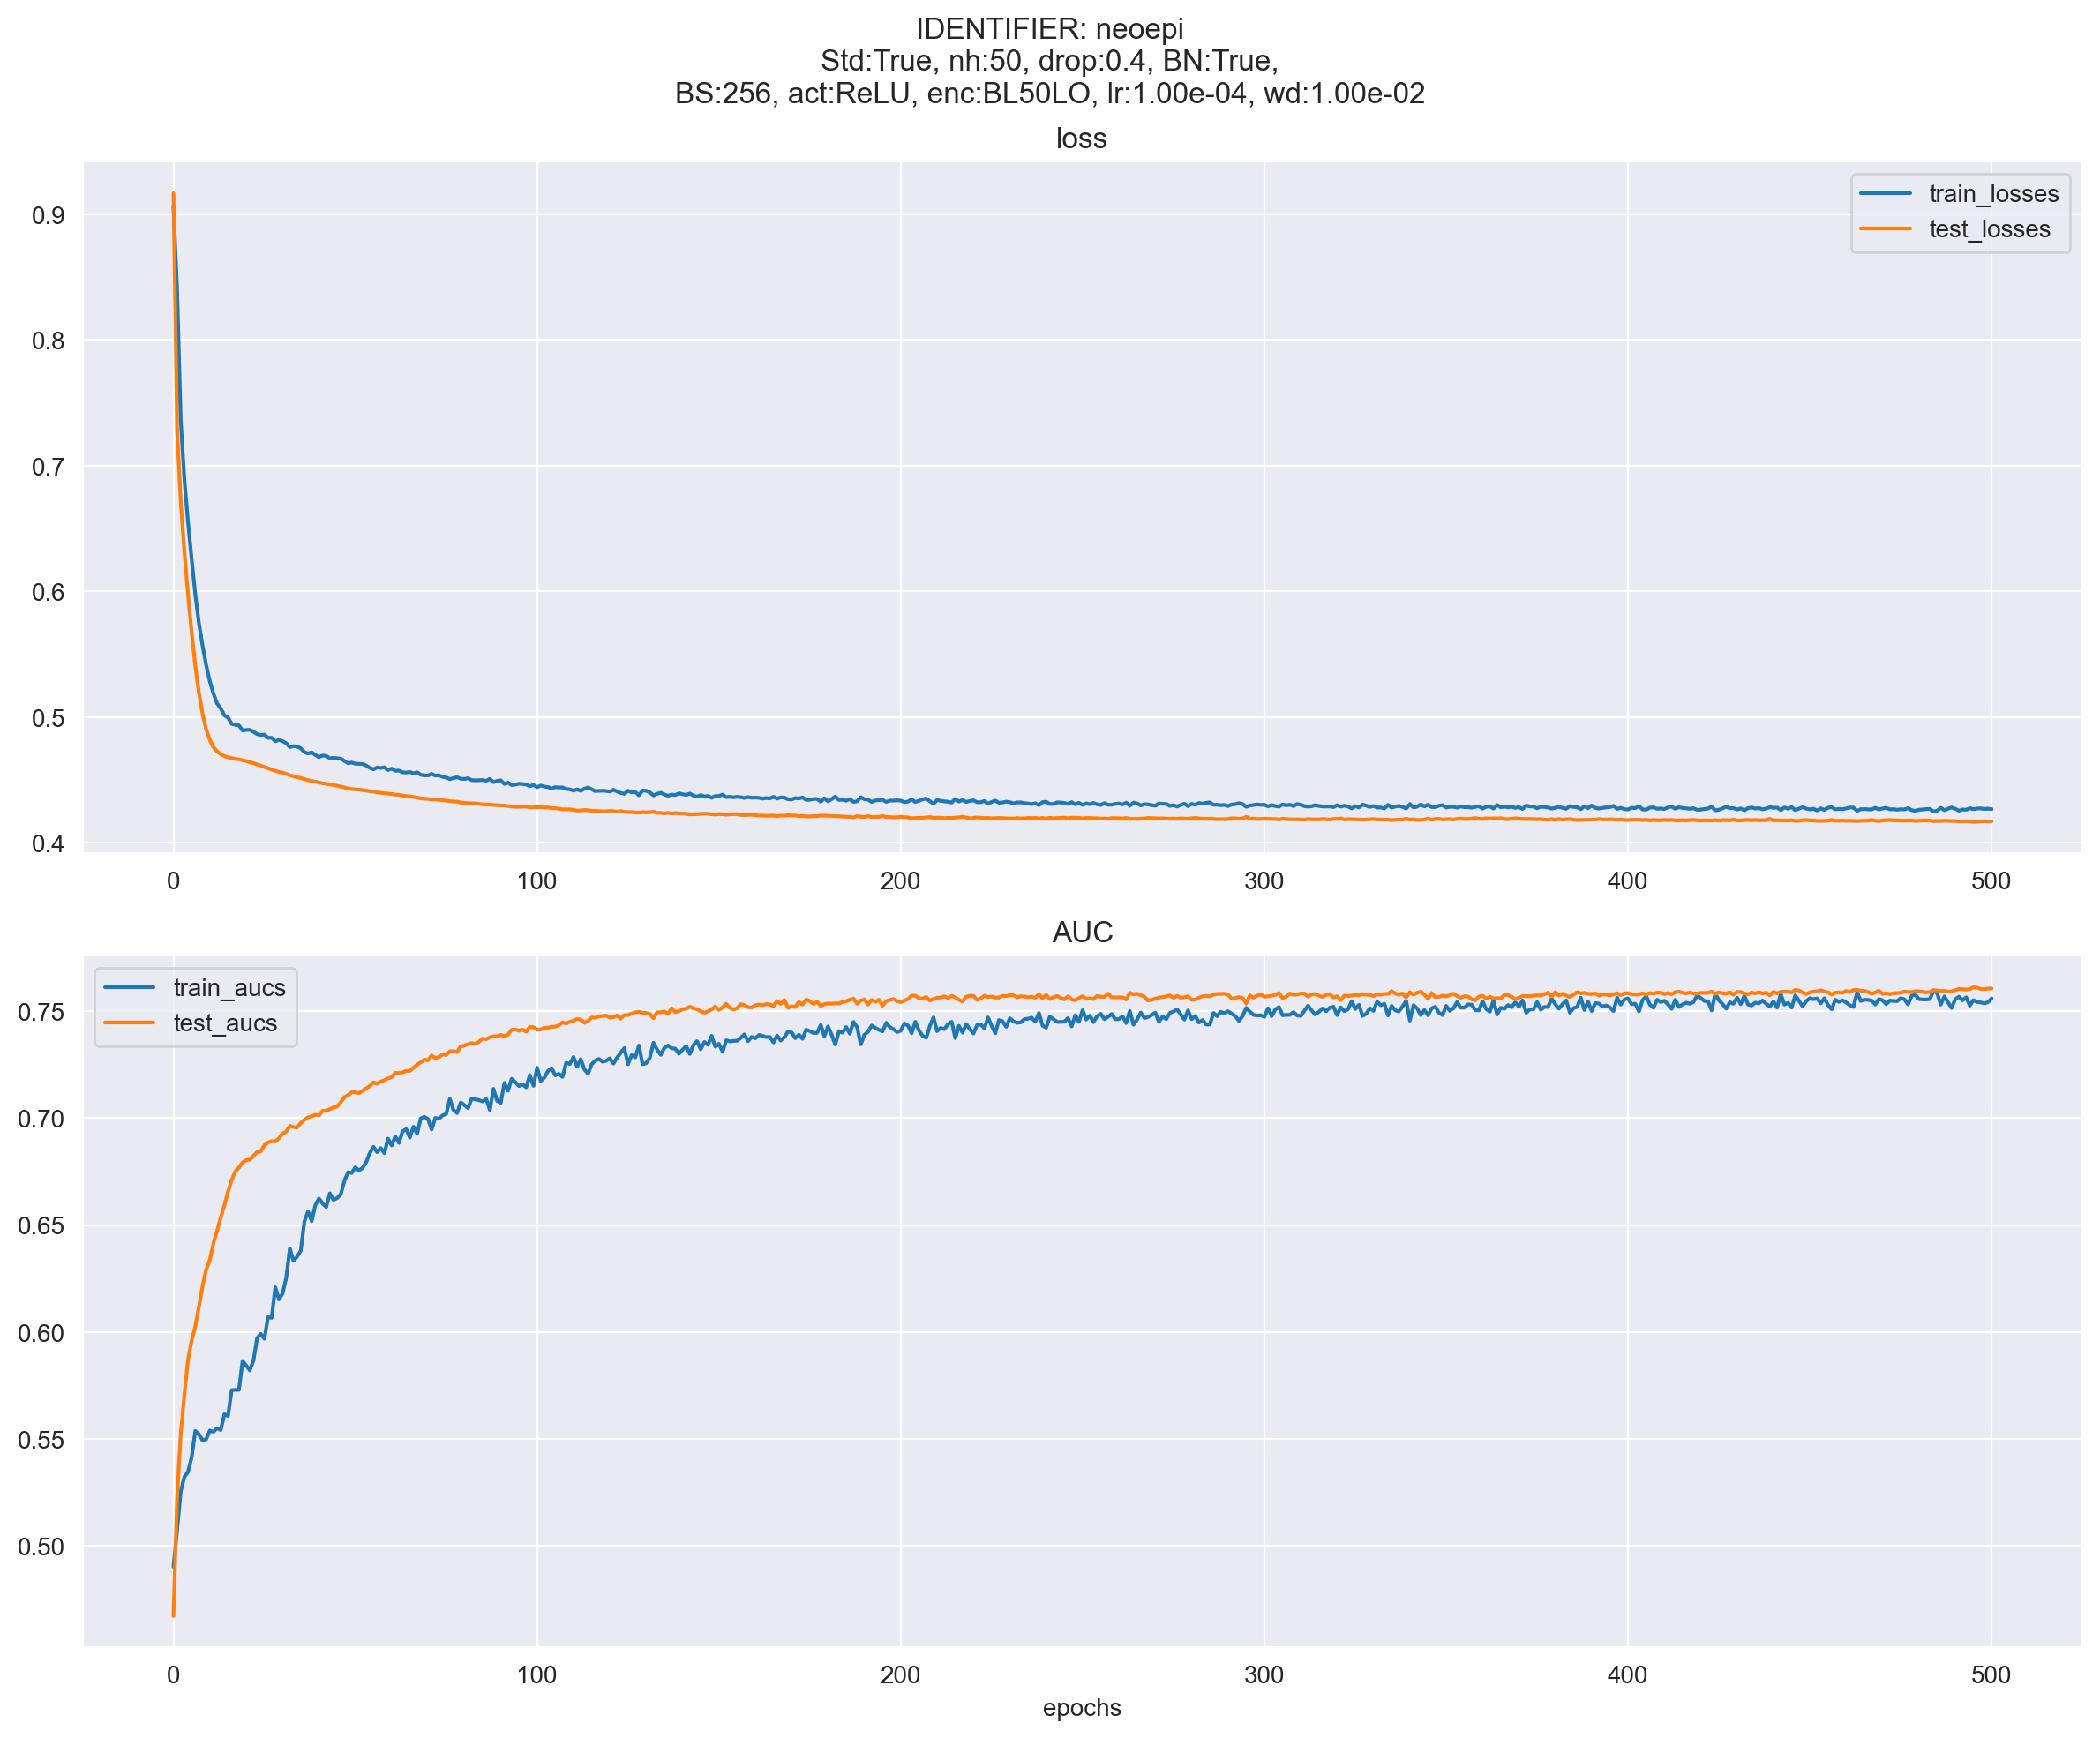 IDENTIFIER: neoepi
Std:True, nh:50, drop:0.4, BN:True,
BS:256, act:ReLU, enc:BL50LO, lr:1.00e-04, wd:1.00e-02
loss
train_losses
test_losses
0.9
0.8
0.7
0.6
0.5
0.4
0 100 200 300 400 500
AUC
train_aucs
test_aucs
0.75
0.70
0.65
0.60
0.55
0.50
0 100 200 300 400 500
epochs